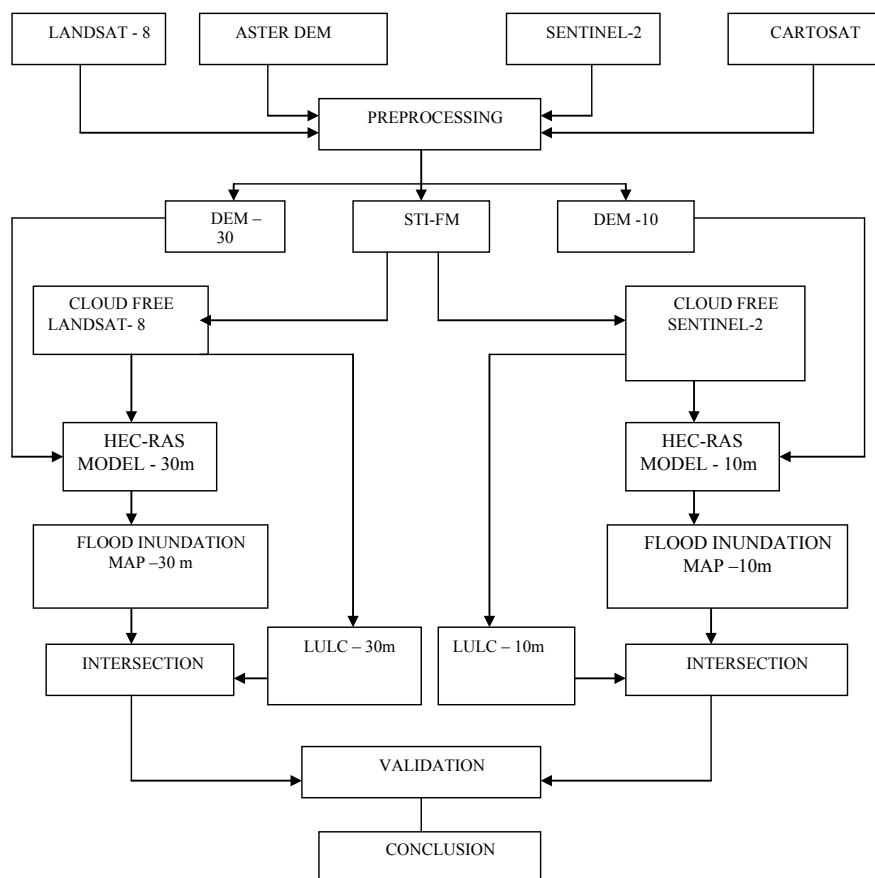 LANDSAT - 8
ASTER DEM
SENTINEL-2
CARTOSAT
PREPROCESSING
DEM –
30
STI-FM
DEM -10
CLOUD FREE
LANDSAT- 8
CLOUD FREE
SENTINEL-2
HEC-RAS
MODEL - 30m
HEC-RAS
MODEL - 10m
FLOOD INUNDATION
MAP –30 m
FLOOD INUNDATION
MAP –10m
LULC – 30m
LULC – 10m
INTERSECTION
INTERSECTION
VALIDATION
CONCLUSION